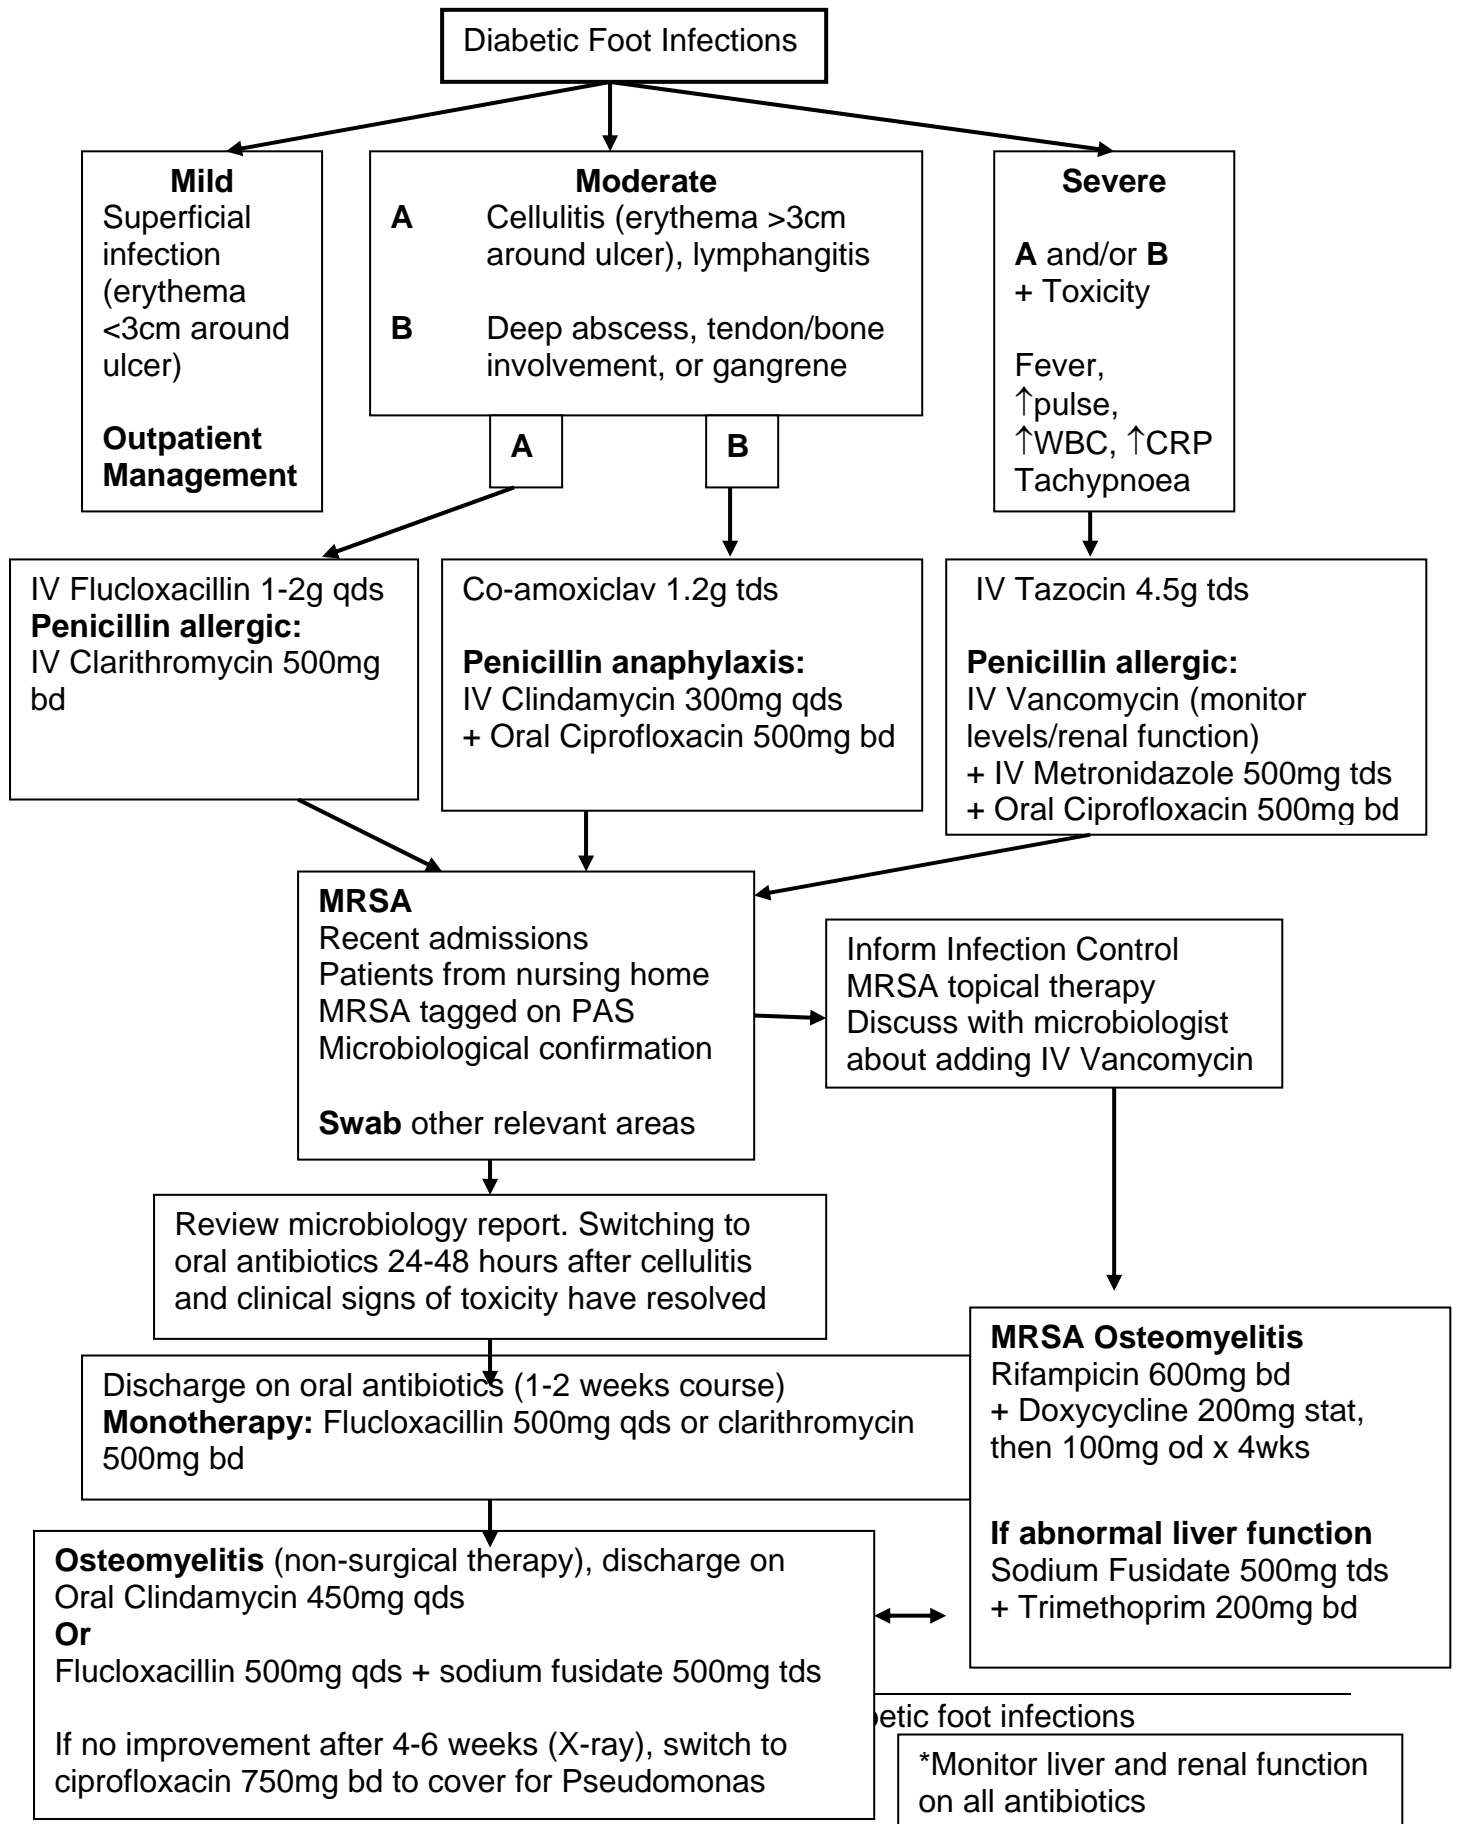 Diabetic Foot Infections
Mild
Superficial
infection
(erythema
<3cm around
ulcer)
Outpatient
Management
Moderate
A Cellulitis (erythema >3cm
around ulcer), lymphangitis
B Deep abscess, tendon/bone
involvement, or gangrene
A
B
Severe
A and/or B
+ Toxicity
Fever,
↑pulse,
↑WBC, ↑CRP
Tachypnoea
IV Flucloxacillin 1-2g qds
Penicillin allergic:
IV Clarithromycin 500mg
bd
Co-amoxiclav 1.2g tds
Penicillin anaphylaxis:
IV Clindamycin 300mg qds
+ Oral Ciprofloxacin 500mg bd
IV Tazocin 4.5g tds
Penicillin allergic:
IV Vancomycin (monitor
levels/renal function)
+ IV Metronidazole 500mg tds
+ Oral Ciprofloxacin 500mg bd
MRSA
Recent admissions
Patients from nursing home
MRSA tagged on PAS
Microbiological confirmation
Swab other relevant areas
Inform Infection Control
MRSA topical therapy
Discuss with microbiologist
about adding IV Vancomycin
Review microbiology report. Switching to
oral antibiotics 24-48 hours after cellulitis
and clinical signs of toxicity have resolved
Discharge on oral antibiotics (1-2 weeks course)
Monotherapy: Flucloxacillin 500mg qds or clarithromycin
500mg bd
MRSA Osteomyelitis
Rifampicin 600mg bd
+ Doxycycline 200mg stat,
then 100mg od x 4wks
If abnormal liver function
Sodium Fusidate 500mg tds
+ Trimethoprim 200mg bd
Osteomyelitis (non-surgical therapy), discharge on
Oral Clindamycin 450mg qds
Or
Flucloxacillin 500mg qds + sodium fusidate 500mg tds
If no improvement after 4-6 weeks (X-ray), switch to
ciprofloxacin 750mg bd to cover for Pseudomonas
etic foot infections
*Monitor liver and renal function
on all antibiotics